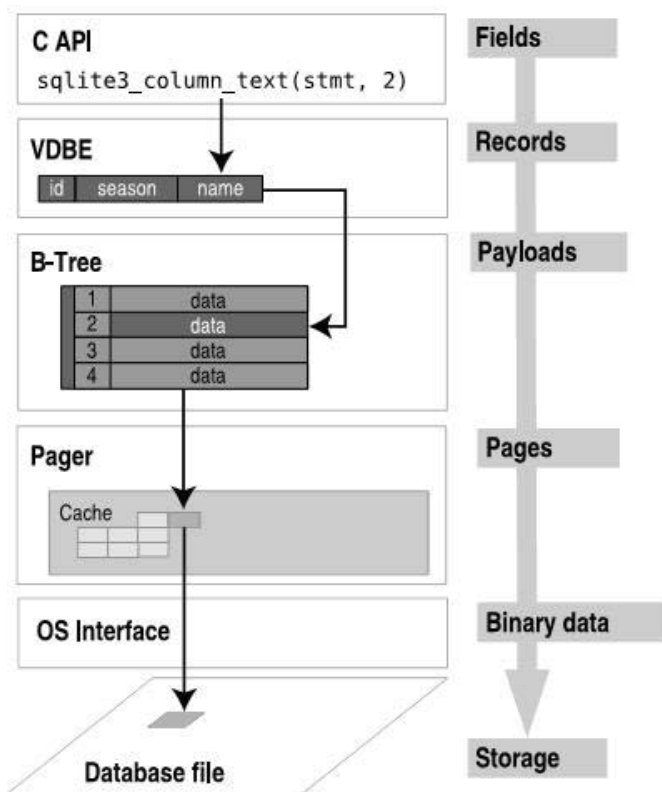 C API
sqlite3_column_text(stmt, 2)
Fields
VDBE
id season name
Records
B-Tree
1 data
2 data
3 data
4 data
Payloads
Pager
Cache
Pages
OS Interface
Binary data
Database file
Storage